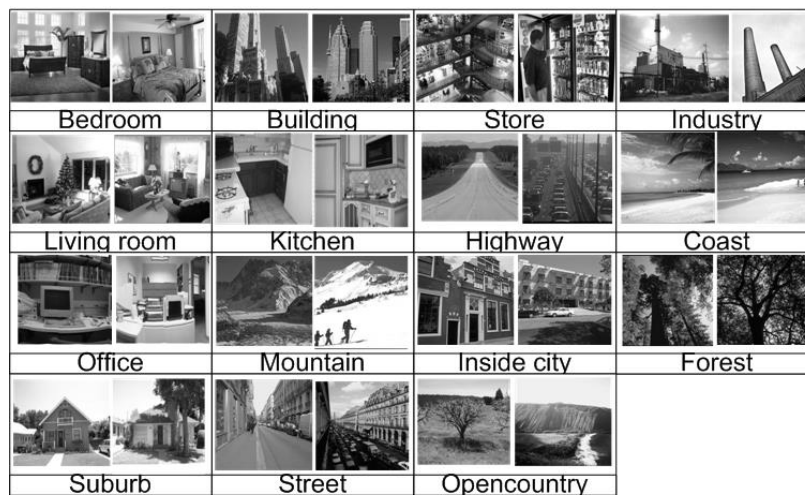 Bedroom
Building
Store
Industry
Living room
Kitchen
Highway
Coast
Office
Mountain
Inside city
Forest
Suburb
Street
Opencountry